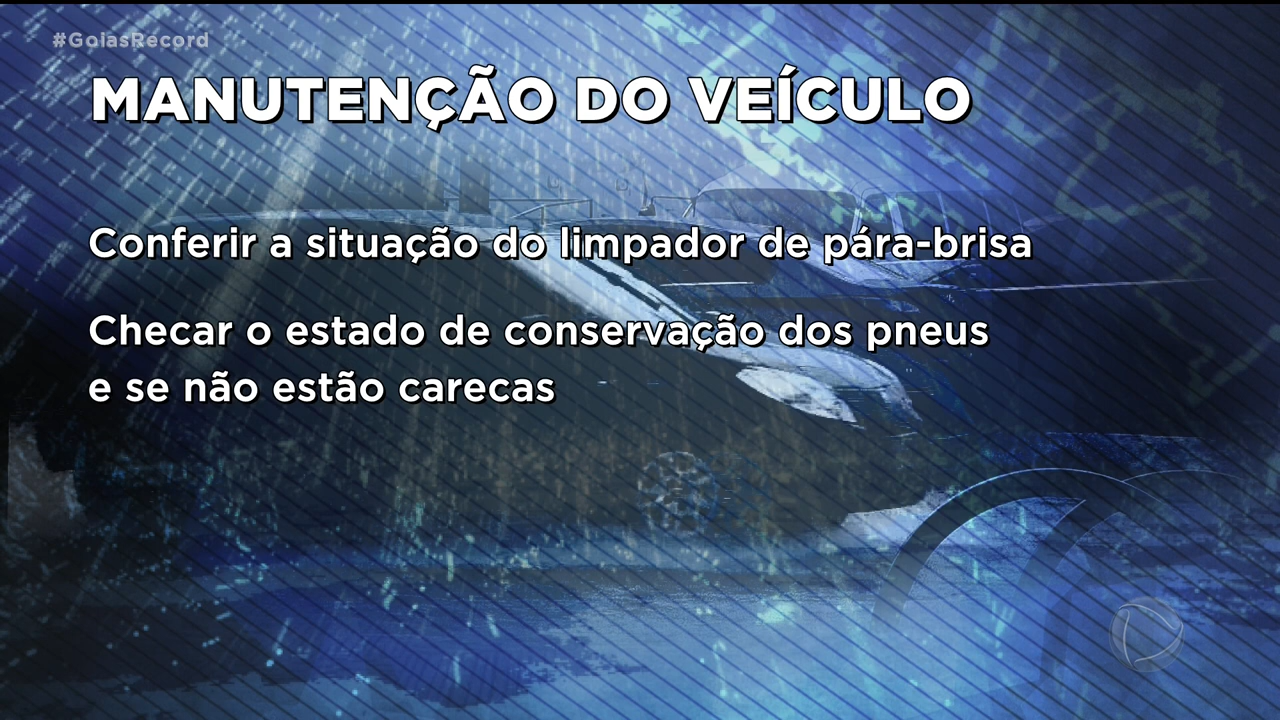 #GoiasRecord
MANUTENÇÃO DO VEÍCULO
Conferir a situação do limpador de pára-brisa
Checar o estado de conservação dos pneus
e se não estão carecas